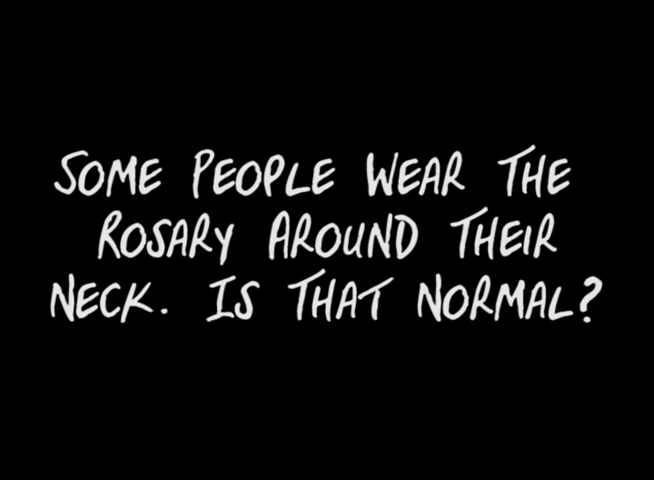 SOME PEOPLE WEAR THE
ROSARY AROUND THEIR
NECK. IS THAT NORMAL?